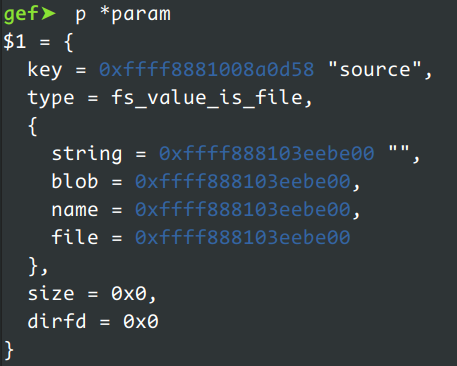 gef➤  p *param
$1 = {
  key = 0xffff8881008a0d58 "source",
  type = fs_value_is_file,
  {
    string = 0xffff888103eebe00 "",
    blob = 0xffff888103eebe00,
    name = 0xffff888103eebe00,
    file = 0xffff888103eebe00
  },
  size = 0x0,
  dirfd = 0x0
}